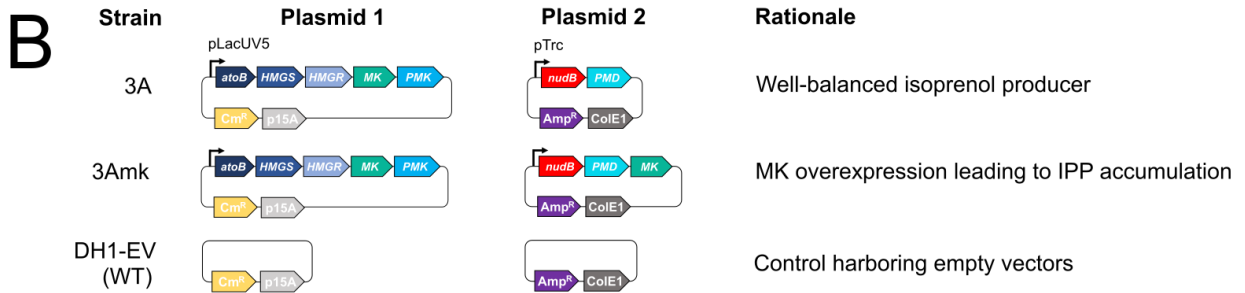 B
Strain Plasmid 1 Plasmid 2 Rationale
pLacUV5 pTrc
atoB HMGS HMGR MK PMK nudB PMD
3A Well-balanced isoprenol producer
Cmᴿ p15A Ampᴿ ColE1
atoB HMGS HMGR MK PMK nudB PMD MK
3Amk MK overexpression leading to IPP accumulation
Cmᴿ p15A Ampᴿ ColE1
DH1-EV
(WT) Control harboring empty vectors
Cmᴿ p15A Ampᴿ ColE1